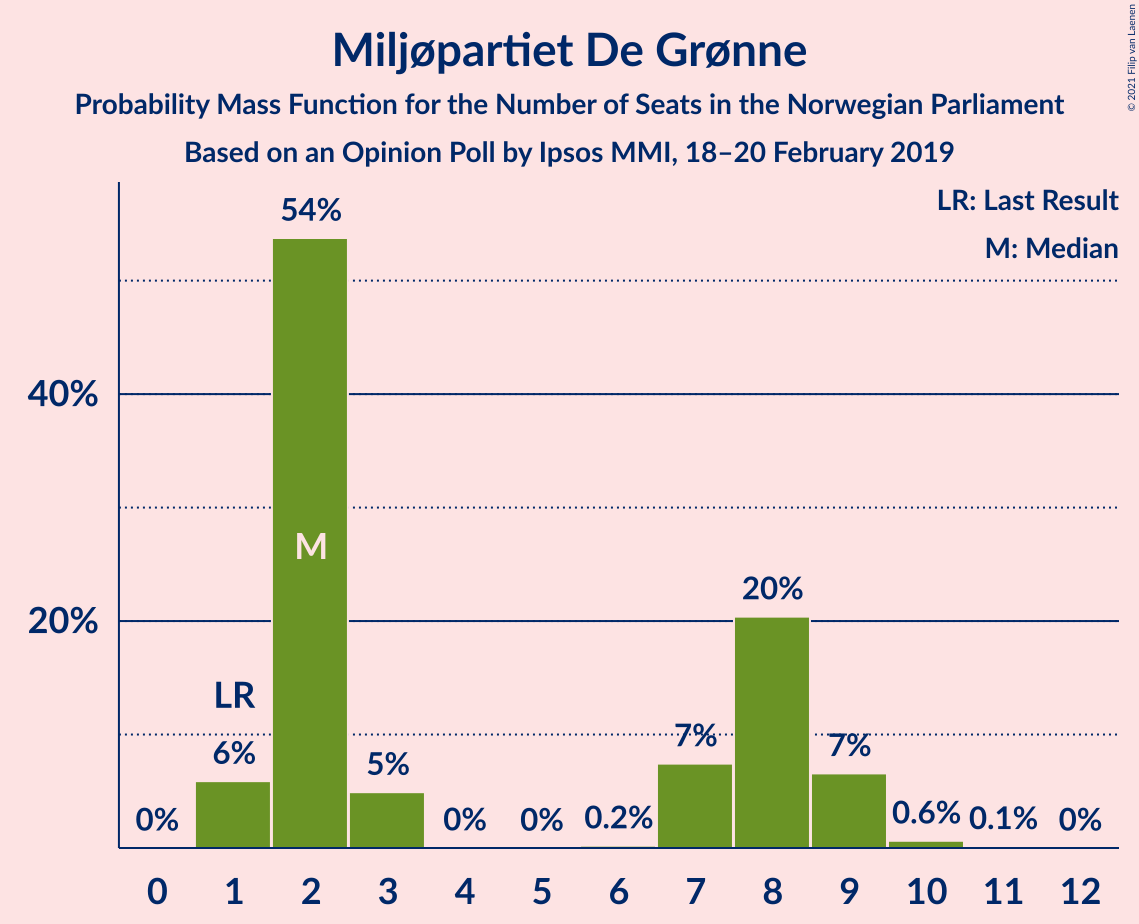 Miljøpartiet De Grønne
Probability Mass Function for the Number of Seats in the Norwegian Parliament
Based on an Opinion Poll by Ipsos MMI, 18–20 February 2019
© 2021 Filip van Laenen
LR: Last Result
M: Median
40%
20%
54%
M
20%
LR
6%
5%
7%
7%
0%
0%
0%
0.2%
0.6%
0.1%
0%
0 1 2 3 4 5 6 7 8 9 10 11 12